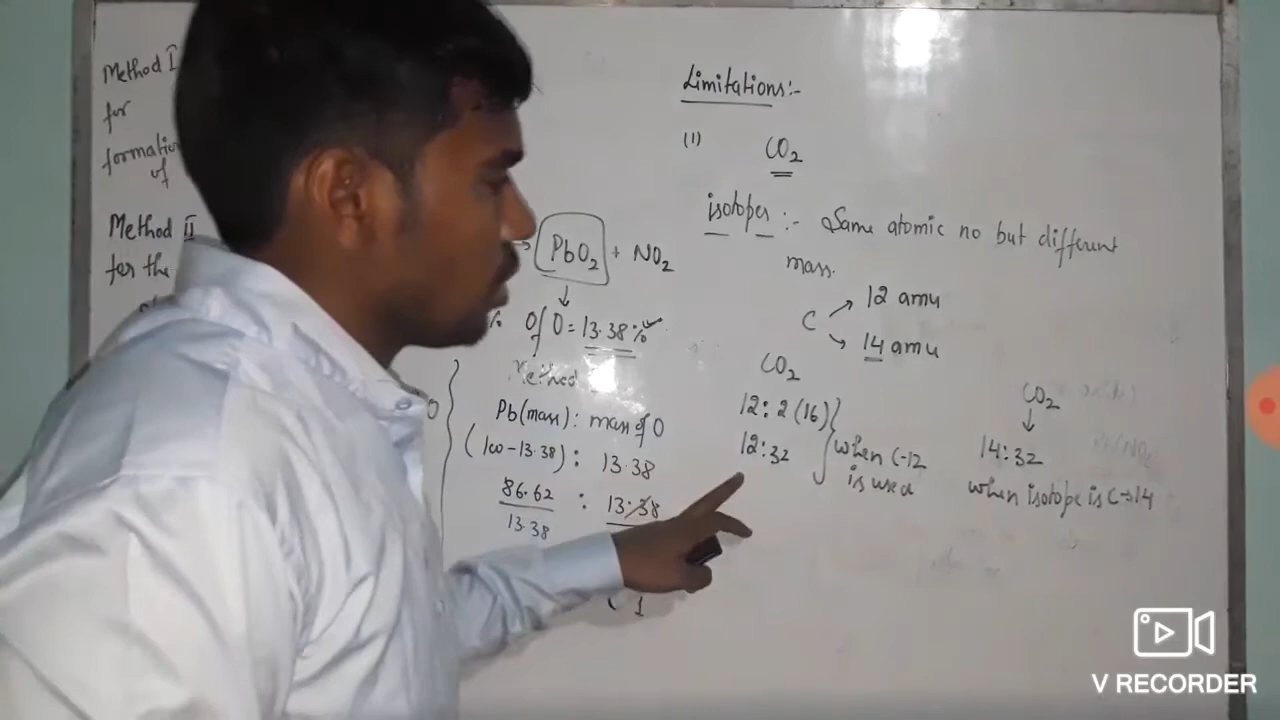 Method I
for
formation
of
Method II
for the
PbO₂ + NO₂
% of O = 13.38%
Method
Pb(mass) : mass of O
(100-13.38) : 13.38
86.62 : 13.38
13.38
1
Limitations:-
(1) CO₂
isotopes :- Same atomic no but different
mass.
C → 12 amu
→ 14 amu
CO₂
12 : 2(16)
12 : 32
} when C-12
is used
CO₂
↓
14 : 32
when isotope is C-14
V RECORDER